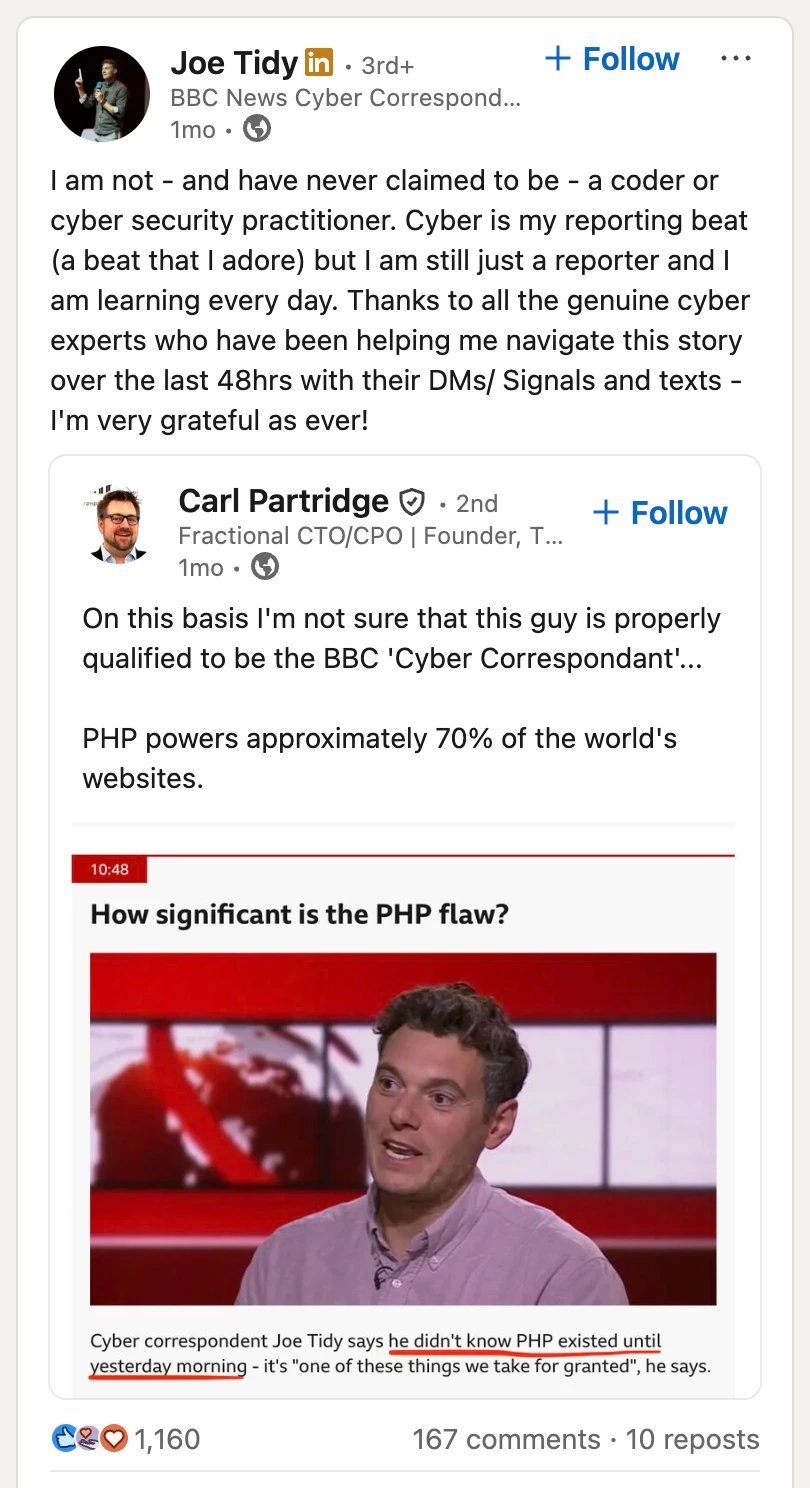 Joe Tidy in • 3rd+
+ Follow ...
BBC News Cyber Correspond...
1mo •
I am not - and have never claimed to be - a coder or
cyber security practitioner. Cyber is my reporting beat
(a beat that I adore) but I am still just a reporter and I
am learning every day. Thanks to all the genuine cyber
experts who have been helping me navigate this story
over the last 48hrs with their DMs/ Signals and texts -
I'm very grateful as ever!
Carl Partridge • 2nd
+ Follow
Fractional CTO/CPO | Founder, T...
1mo •
On this basis I'm not sure that this guy is properly
qualified to be the BBC 'Cyber Correspondant'...
PHP powers approximately 70% of the world's
websites.
10:48
How significant is the PHP flaw?
Cyber correspondent Joe Tidy says he didn't know PHP existed until
yesterday morning - it's "one of these things we take for granted", he says.
1,160
167 comments · 10 reposts